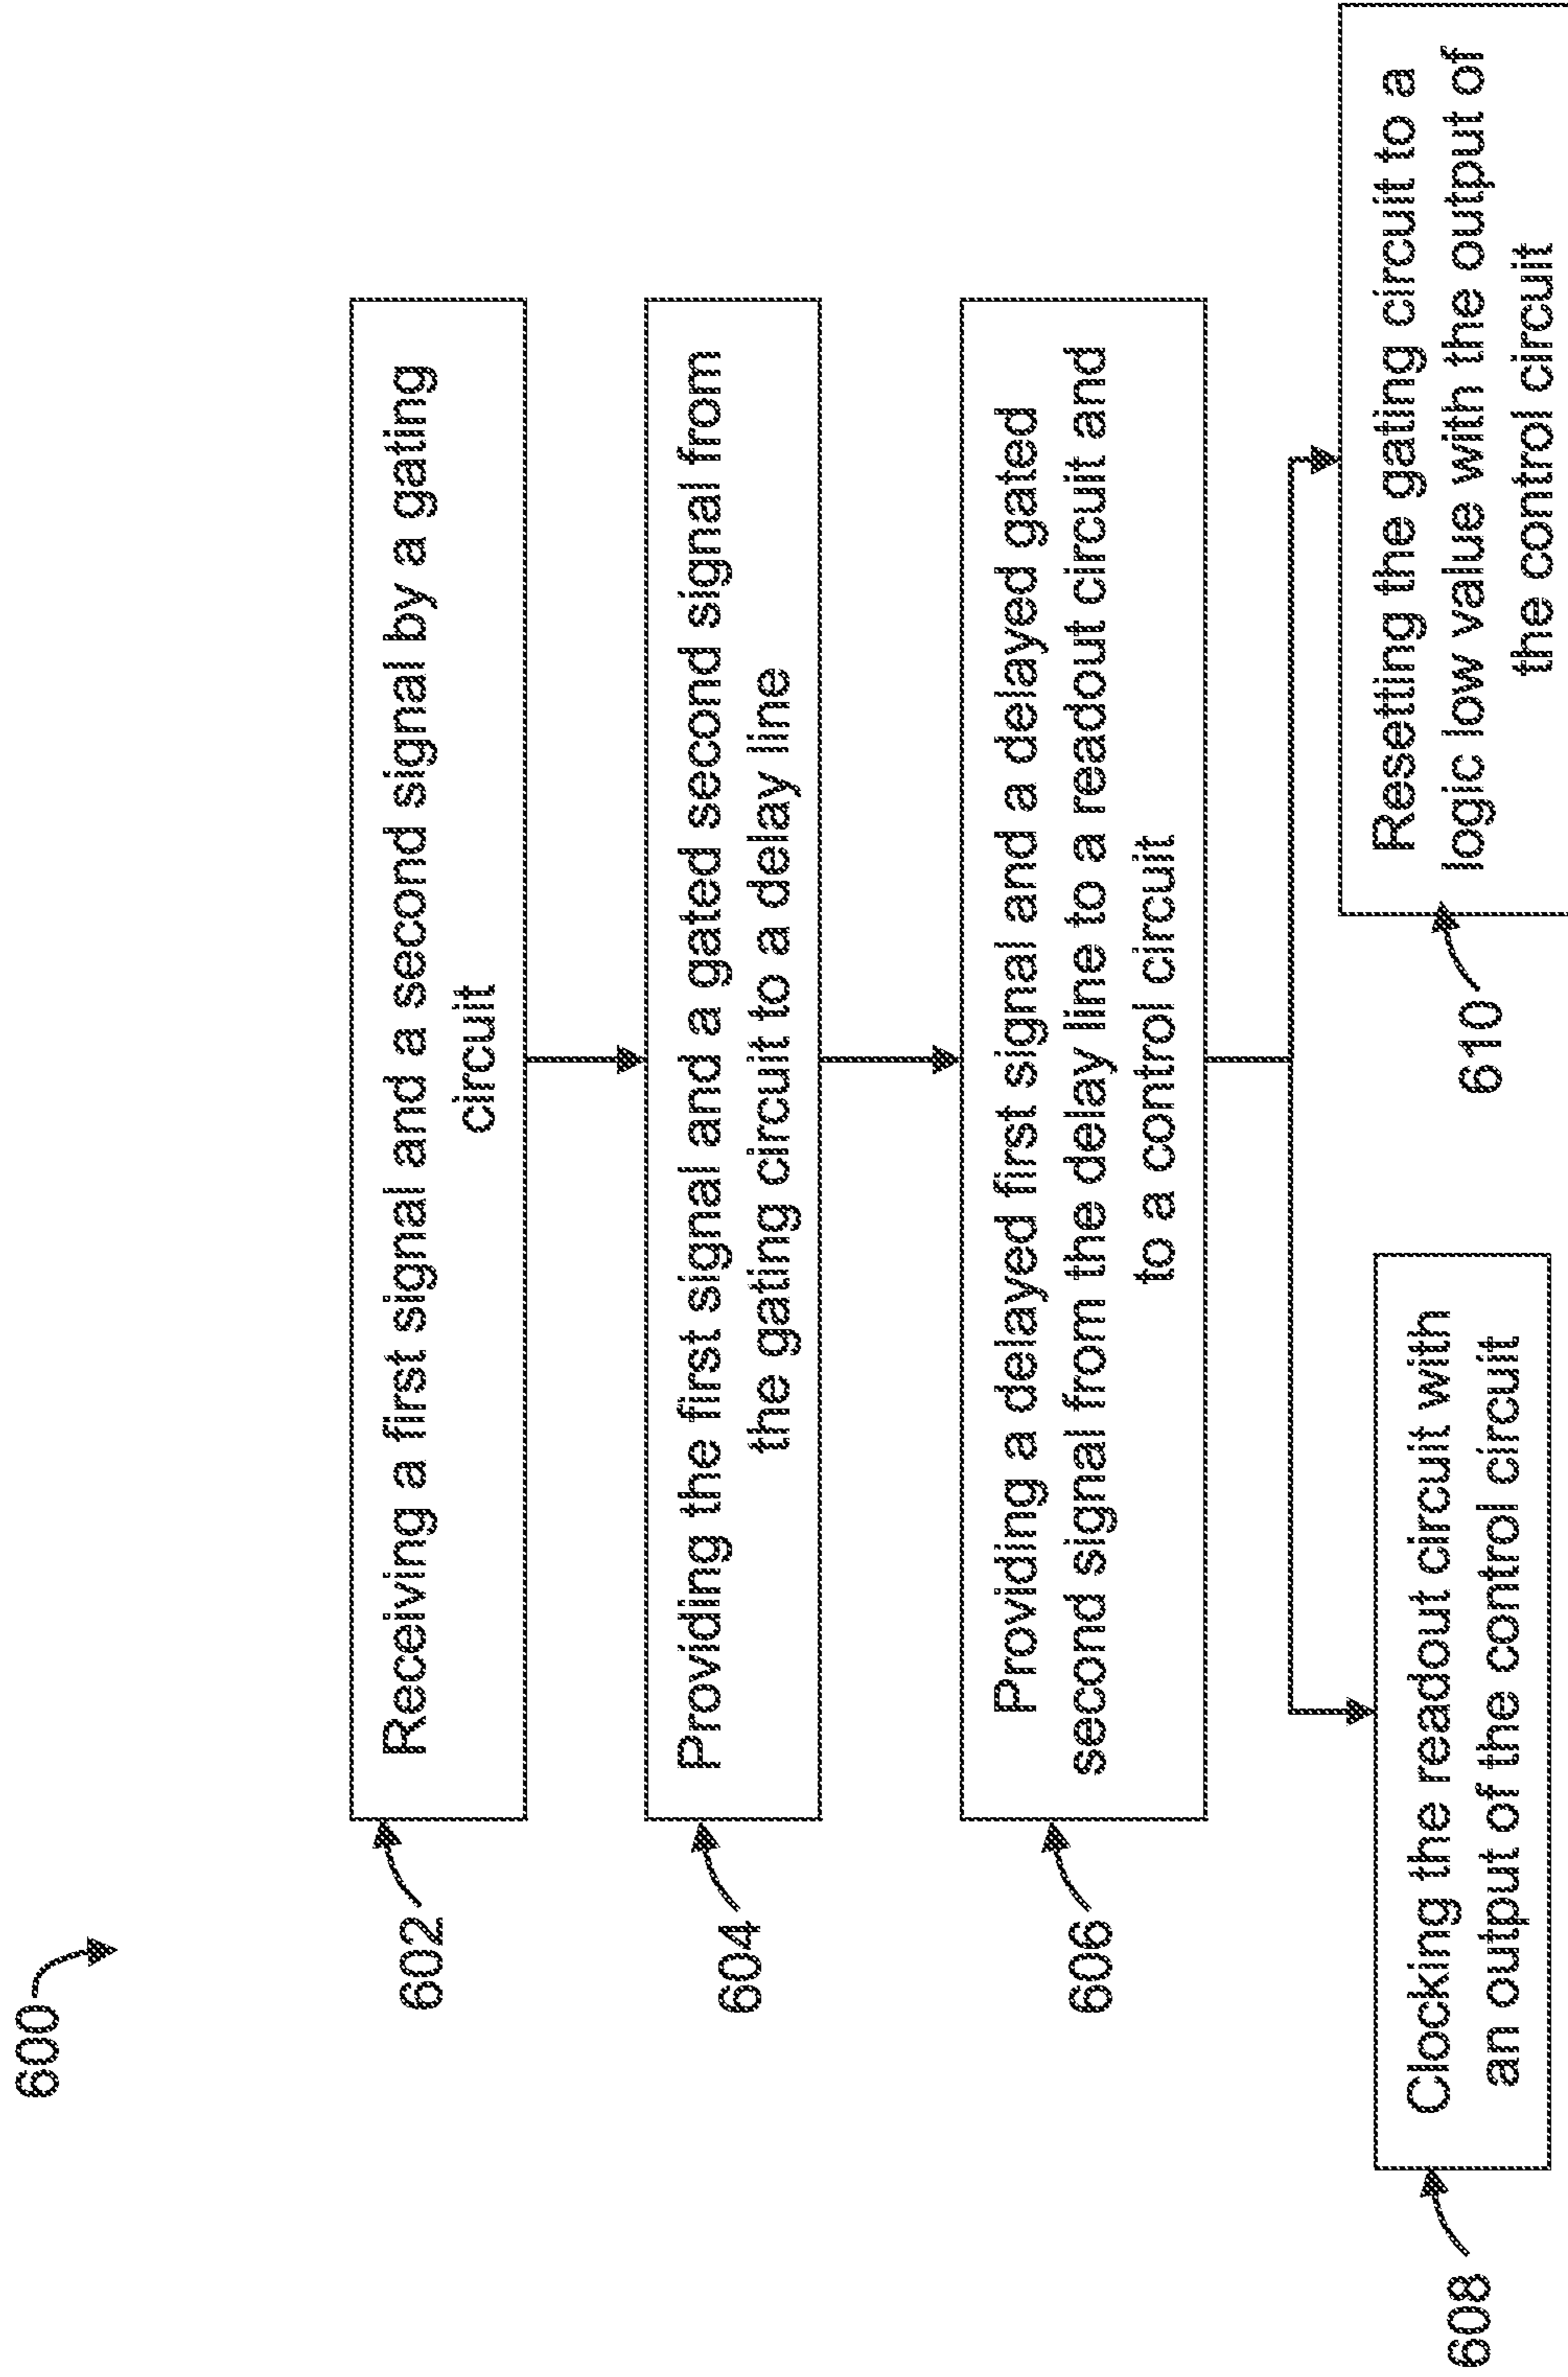 600
602
Receiving a first signal and a second signal by a gating
circuit
604
Providing the first signal and a gated second signal from
the gating circuit to a delay line
606
Providing a delayed first signal and a delayed gated
second signal from the delay line to a readout circuit and
to a control circuit
608
Clocking the readout circuit with
an output of the control circuit
610
Resetting the gating circuit to a
logic low value with the output of
the control circuit